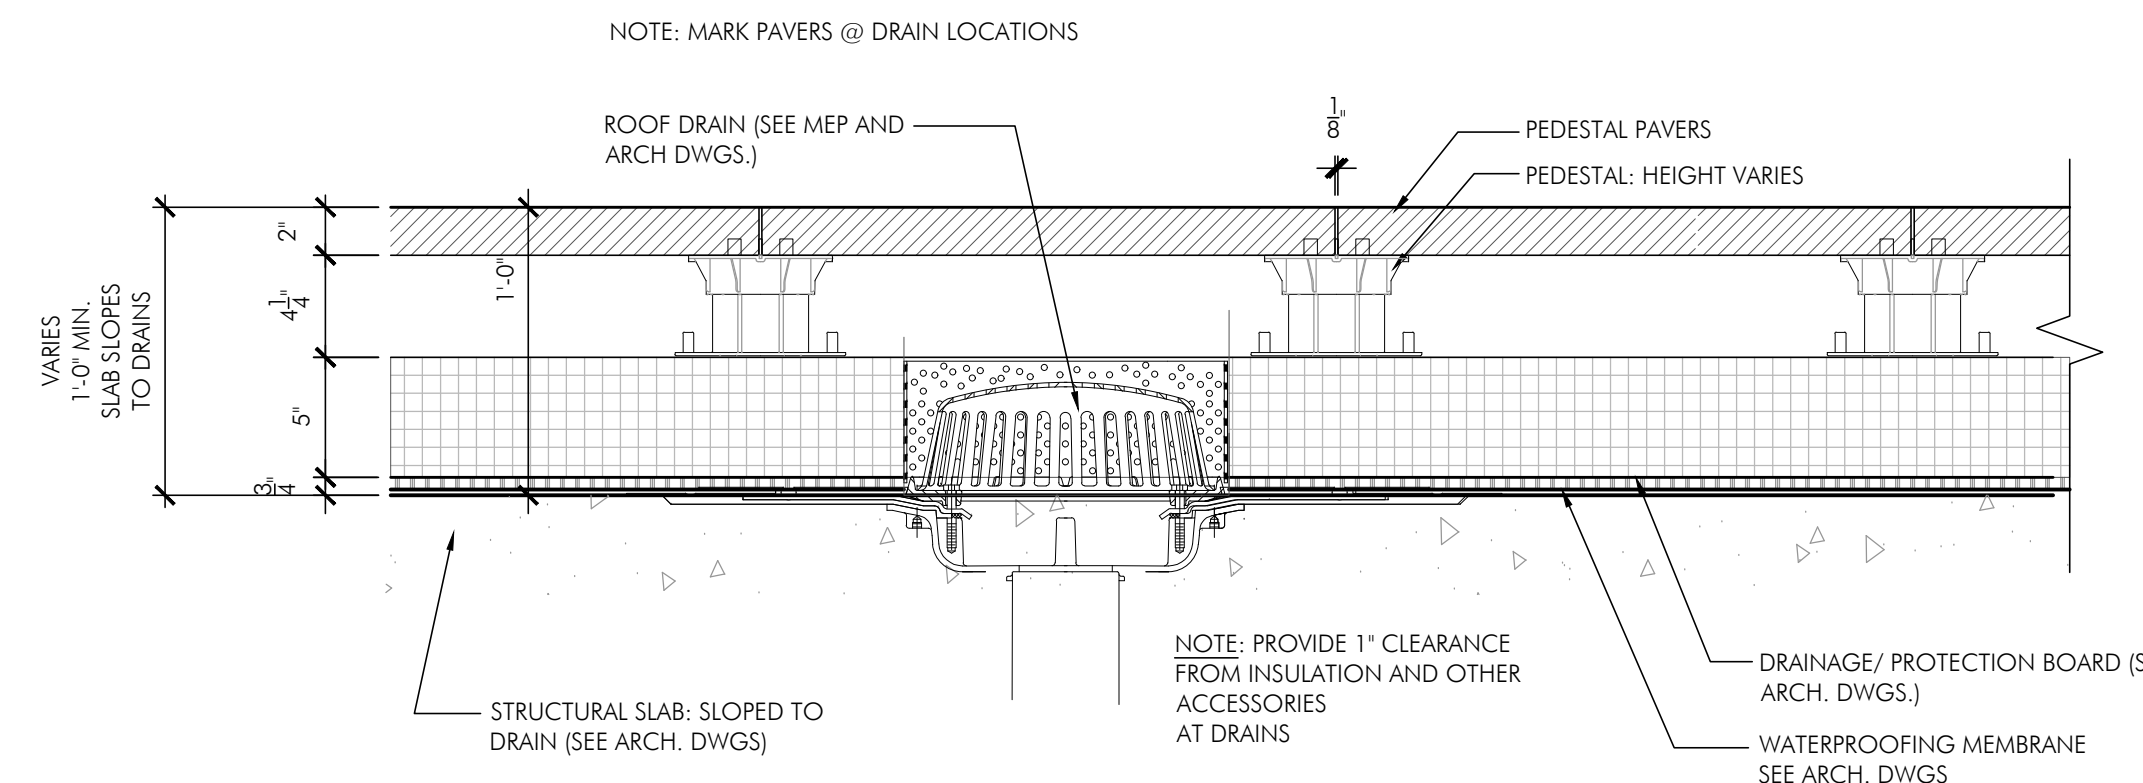 NOTE: MARK PAVERS @ DRAIN LOCATIONS
ROOF DRAIN (SEE MEP AND
ARCH DWGS.)
1/8"
PEDESTAL PAVERS
PEDESTAL: HEIGHT VARIES
VARIES
1'-0" MIN.
SLAB SLOPES
TO DRAINS
2"
4 1/4"
5"
3/4"
1'-0"
NOTE: PROVIDE 1" CLEARANCE
FROM INSULATION AND OTHER
ACCESSORIES
AT DRAINS
STRUCTURAL SLAB: SLOPED TO
DRAIN (SEE ARCH. DWGS)
DRAINAGE/ PROTECTION BOARD (S
ARCH. DWGS.)
WATERPROOFING MEMBRANE
SEE ARCH. DWGS